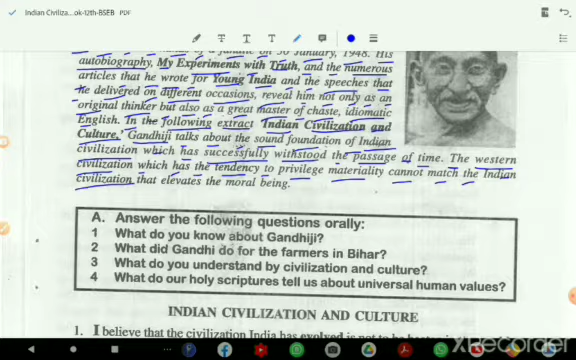 Indian Civiliza...ok-12th-BSEB PDF
of a fanatic on 30 January, 1948. His
autobiography, My Experiments with Truth, and the numerous
articles that he wrote for Young India and the speeches that
he delivered on different occasions, reveal him not only as an
original thinker but also as a great master of chaste, idiomatic
English. In the following extract 'Indian Civilization and
Culture,' Gandhiji talks about the sound foundation of Indian
civilization which has successfully withstood the passage of time. The western
civilization which has the tendency to privilege materiality cannot match the Indian
civilization that elevates the moral being.
A. Answer the following questions orally:
1 What do you know about Gandhiji?
2 What did Gandhi do for the farmers in Bihar?
3 What do you understand by civilization and culture?
4 What do our holy scriptures tell us about universal human values?
INDIAN CIVILIZATION AND CULTURE
1. I believe that the civilization India has evolved is not to be
XRecorder